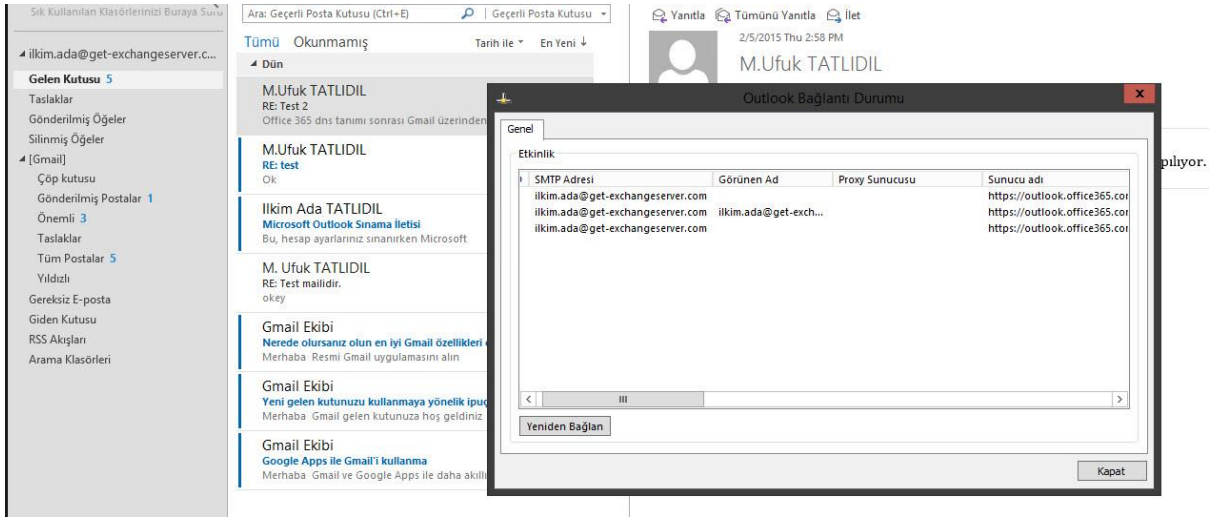 Sık Kullanılan Klasörlerinizi Buraya Sürü
ilkim.ada@get-exchangeserver.c...
Gelen Kutusu 5
Taslaklar
Gönderilmiş Öğeler
Silinmiş Öğeler
[Gmail]
Çöp kutusu
Gönderilmiş Postalar 1
Önemli 3
Taslaklar
Tüm Postalar 5
Yıldızlı
Gereksiz E-posta
Giden Kutusu
RSS Akışları
Arama Klasörleri
Ara: Geçerli Posta Kutusu (Ctrl+E) Geçerli Posta Kutusu
Tümü Okunmamış Tarih ile En Yeni ↓
Dün
M.Ufuk TATLIDIL
RE: Test 2
Office 365 dns tanımı sonrası Gmail üzerinden
M.Ufuk TATLIDIL
RE: test
Ok
Ilkim Ada TATLIDIL
Microsoft Outlook Sınama İletisi
Bu, hesap ayarlarınız sınanırken Microsoft
M. Ufuk TATLIDIL
RE: Test mailidir.
okey
Gmail Ekibi
Nerede olursanız olun en iyi Gmail özellikleri
Merhaba Resmi Gmail uygulamasını alın
Gmail Ekibi
Yeni gelen kutunuzu kullanmaya yönelik ipuç
Merhaba Gmail gelen kutunuza hoş geldiniz
Gmail Ekibi
Google Apps ile Gmail'i kullanma
Merhaba Gmail ve Google Apps ile daha akıllı
Yanıtla Tümünü Yanıtla İlet
2/5/2015 Thu 2:58 PM
M.Ufuk TATLIDIL
pılıyor.
Outlook Bağlantı Durumu
x
Genel
Etkinlik
SMTP Adresi Görünen Ad Proxy Sunucusu Sunucu adı
ilkim.ada@get-exchangeserver.com https://outlook.office365.com
ilkim.ada@get-exchangeserver.com ilkim.ada@get-exch... https://outlook.office365.com
ilkim.ada@get-exchangeserver.com https://outlook.office365.com
Yeniden Bağlan
Kapat